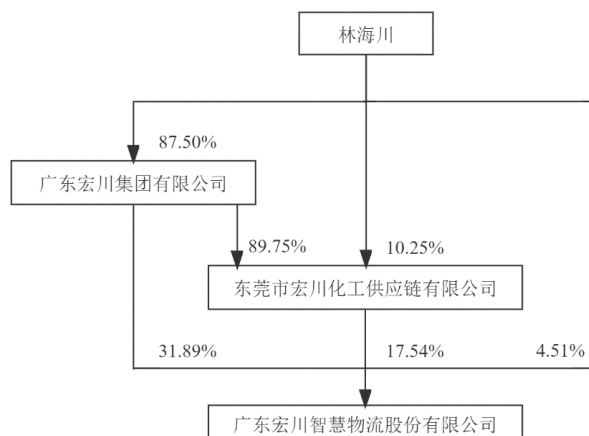 林海川
87.50%
广东宏川集团有限公司
89.75%
10.25%
东莞市宏川化工供应链有限公司
31.89%
17.54%
4.51%
广东宏川智慧物流股份有限公司